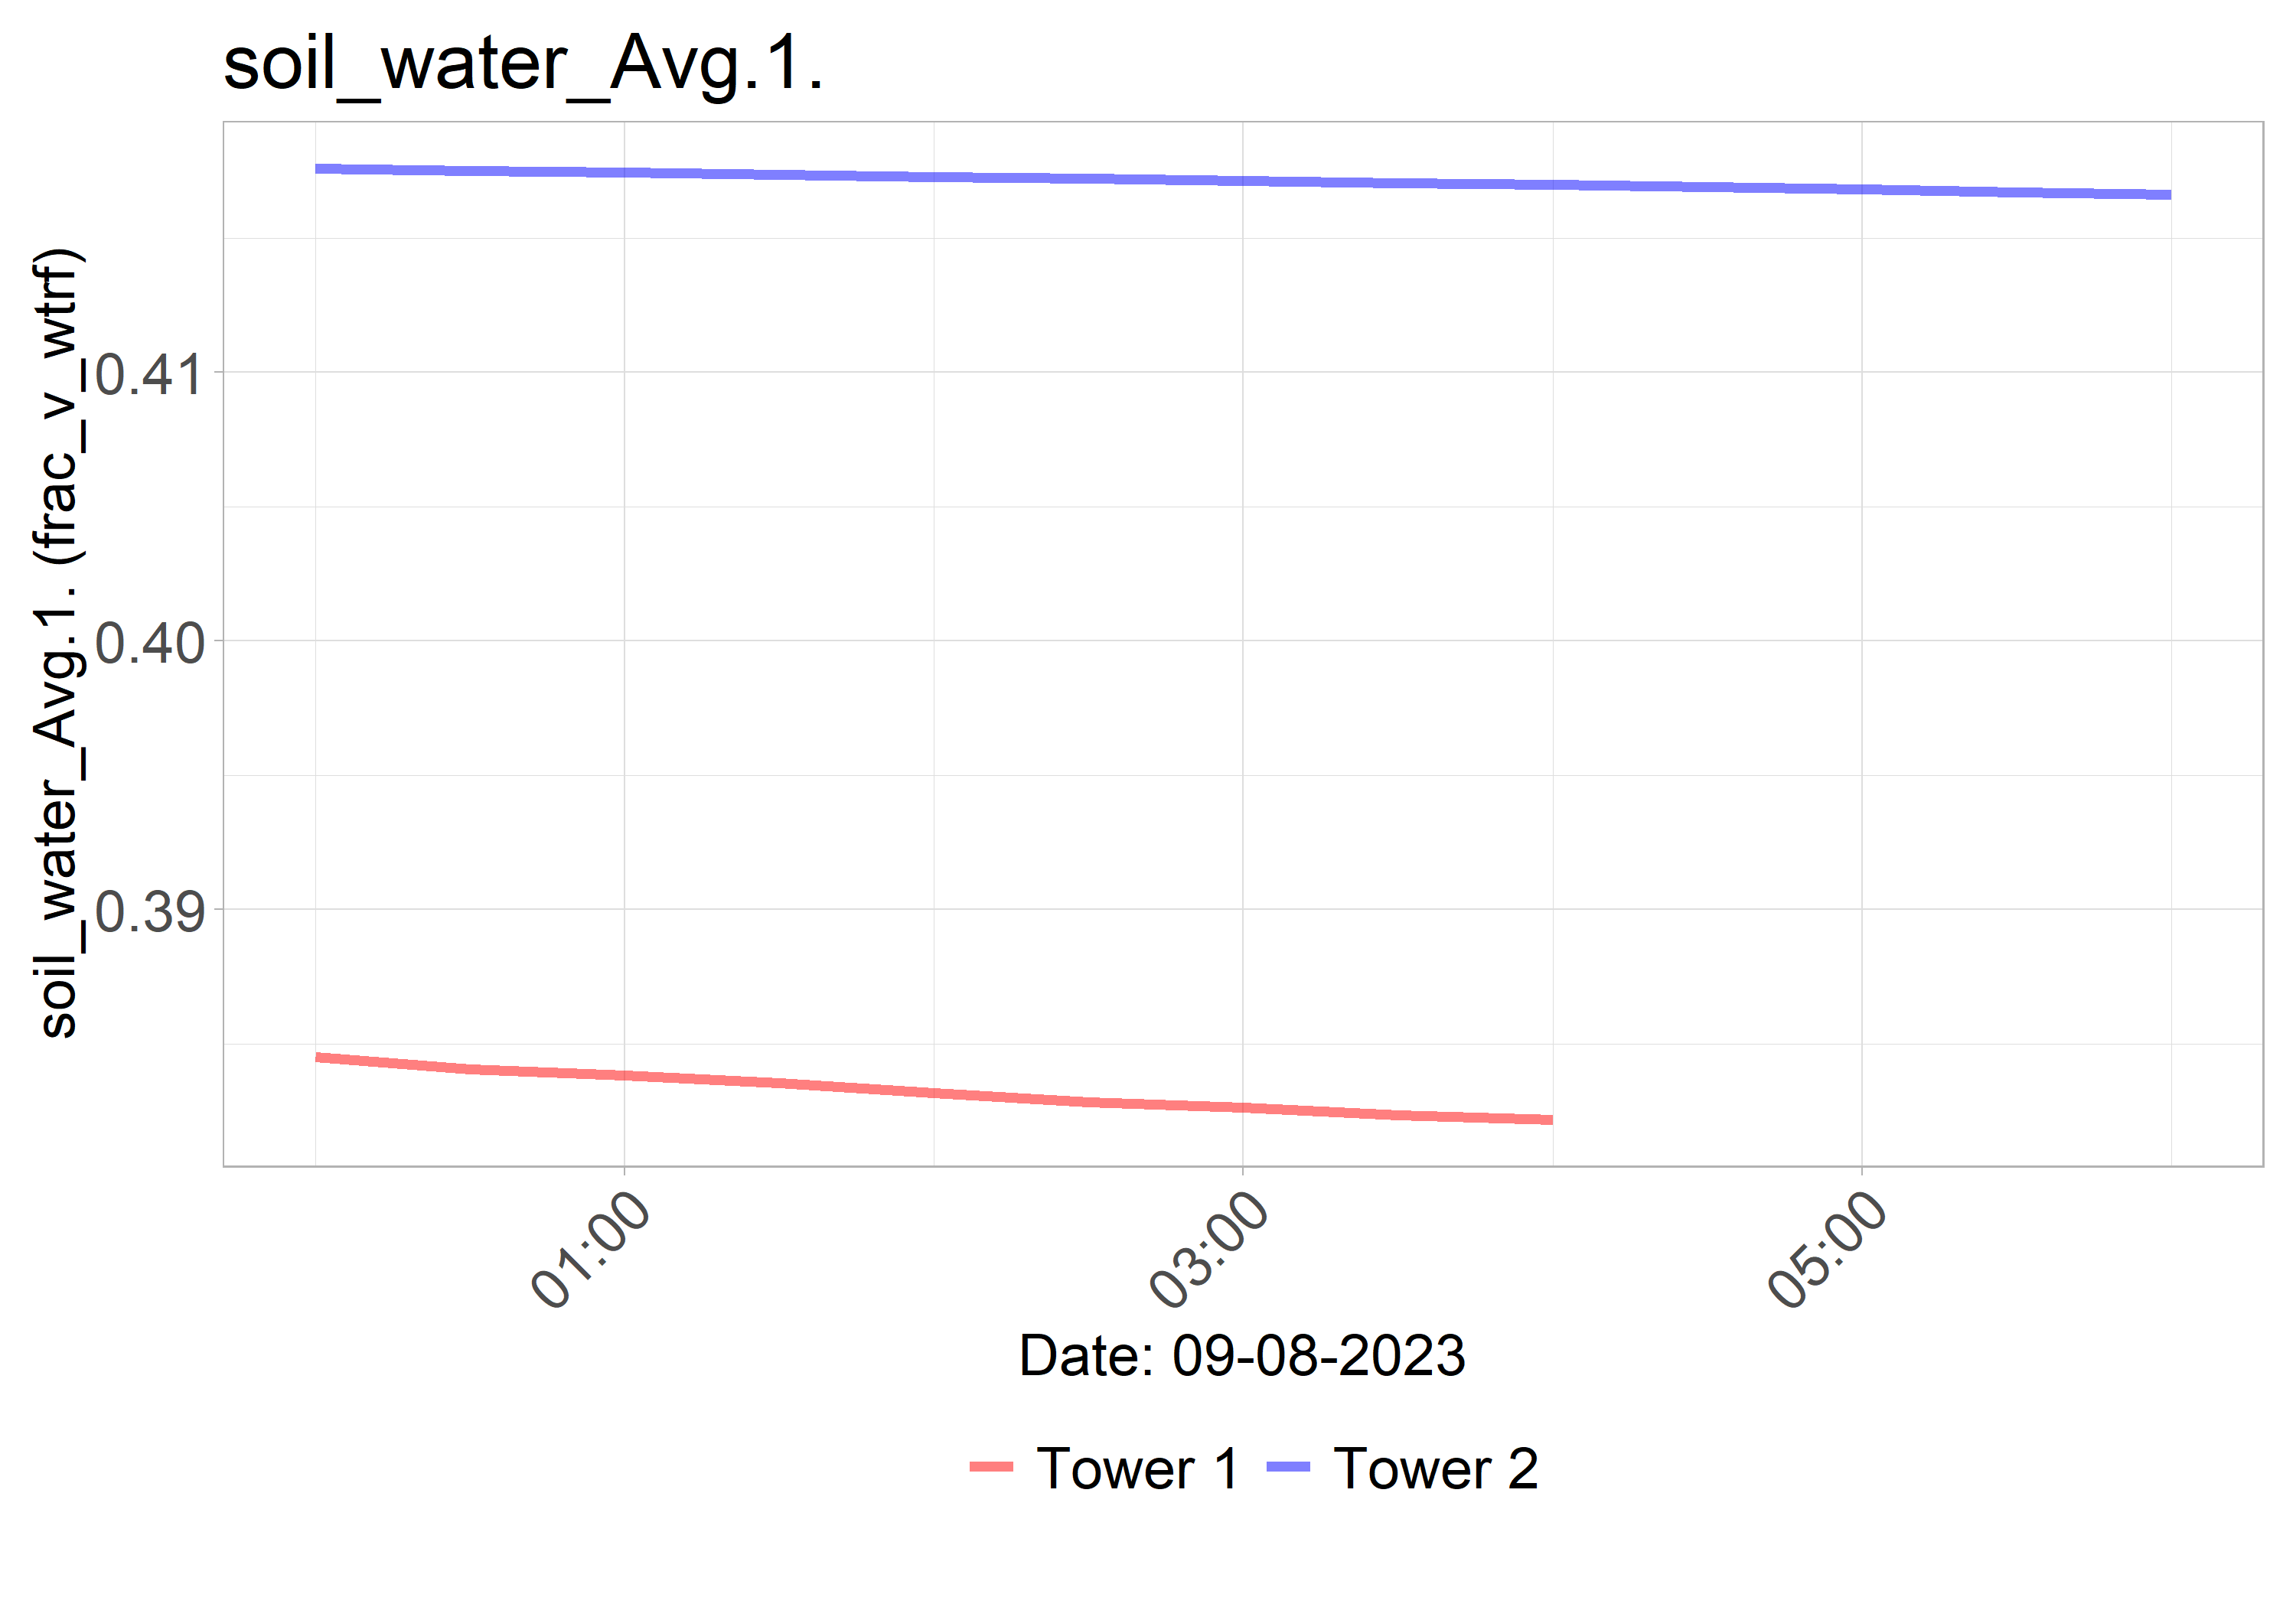 soil_water_Avg.1.
soil_water_Avg.1. (frac_v_wtrf)
0.41
0.40
0.39
01:00
03:00
05:00
Date: 09-08-2023
Tower 1
Tower 2